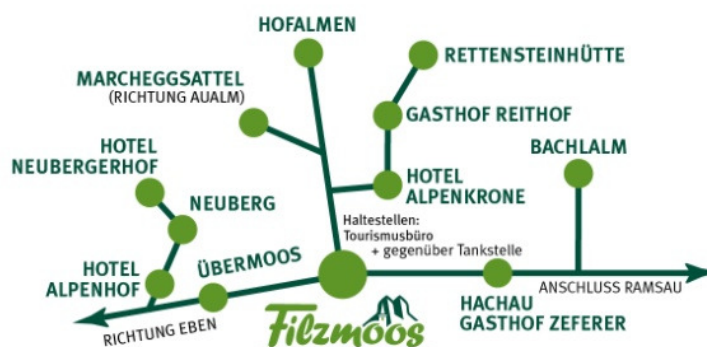 HOFALMEN
RETTENSTEINHÜTTE
MARCHEGGSATTEL
(RICHTUNG AUALM)
GASTHOF REITHOF
HOTEL
NEUBERGERHOF
BACHLALM
HOTEL
ALPENKRONE
NEUBERG
Haltestellen:
Tourismusbüro
+ gegenüber Tankstelle
ÜBERMOOS
HOTEL
ALPENHOF
ANSCHLUSS RAMSAU
HACHAU
GASTHOF ZEFERER
RICHTUNG EBEN
Filzmoos